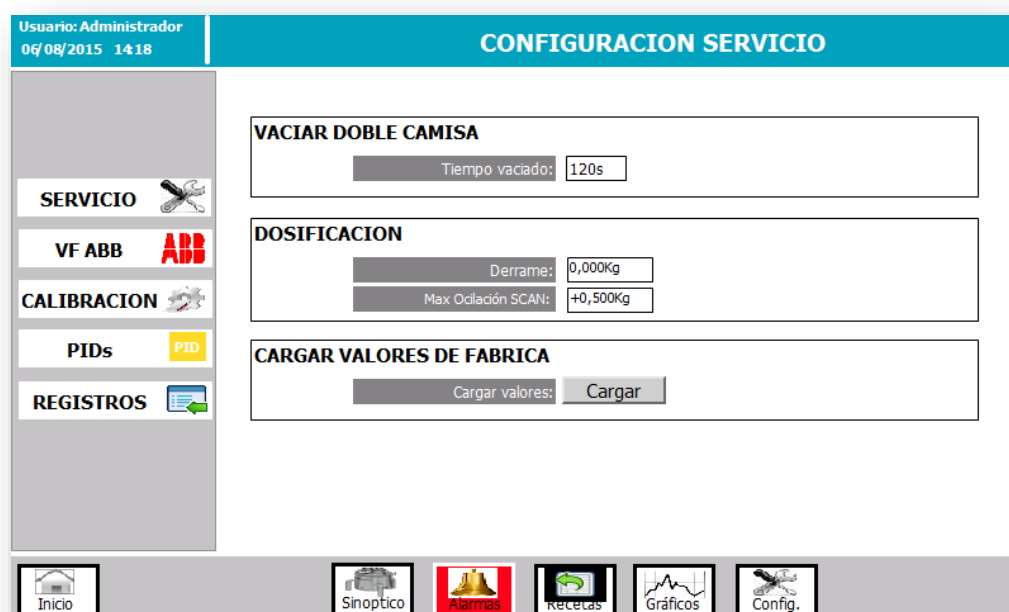 Usuario: Administrador
06/08/2015 14:18
CONFIGURACION SERVICIO
SERVICIO
VF ABB
ABB
CALIBRACION
PIDs
PID
REGISTROS
VACIAR DOBLE CAMISA
Tiempo vaciado: 120s
DOSIFICACION
Derrame: 0,000Kg
Max Ocilación SCAN: +0,500Kg
CARGAR VALORES DE FABRICA
Cargar valores: Cargar
Inicio
Sinoptico
Alarmas
Recetas
Gráficos
Config.